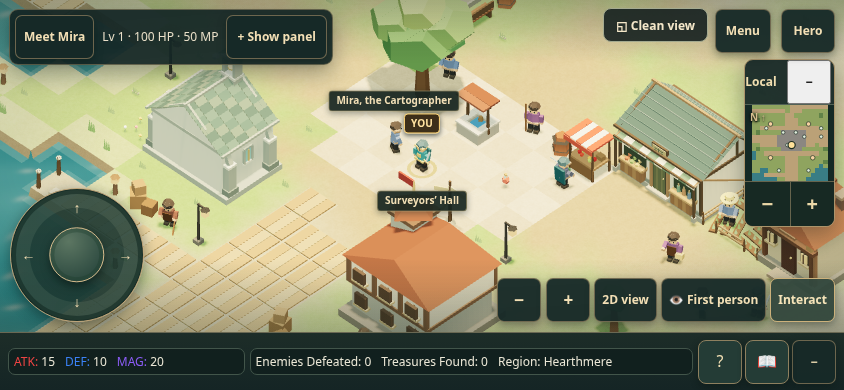 Meet Mira
Lv 1 · 100 HP · 50 MP
+ Show panel
◱ Clean view
Menu
Hero
Local
−
N
Mira, the Cartographer
YOU
Surveyors’ Hall
− +
↑
← →
↓
− + 2D view 👁 First person Interact
ATK: 15 DEF: 10 MAG: 20
Enemies Defeated: 0 Treasures Found: 0 Region: Hearthmere
? 📖 −